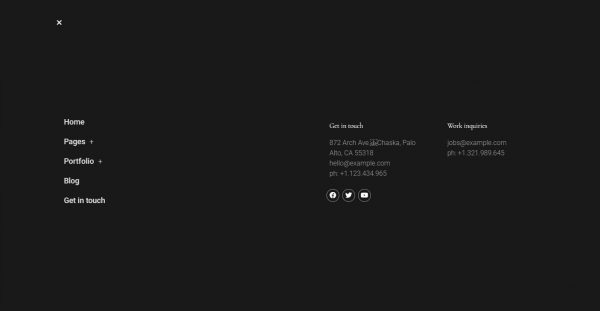 ×
Home
Pages +
Portfolio +
Blog
Get in touch
Get in touch
872 Arch Ave. Chaska, Palo
Alto, CA 55318
hello@example.com
ph: +1.123.434.965
Work inquiries
jobs@example.com
ph: +1.321.989.645